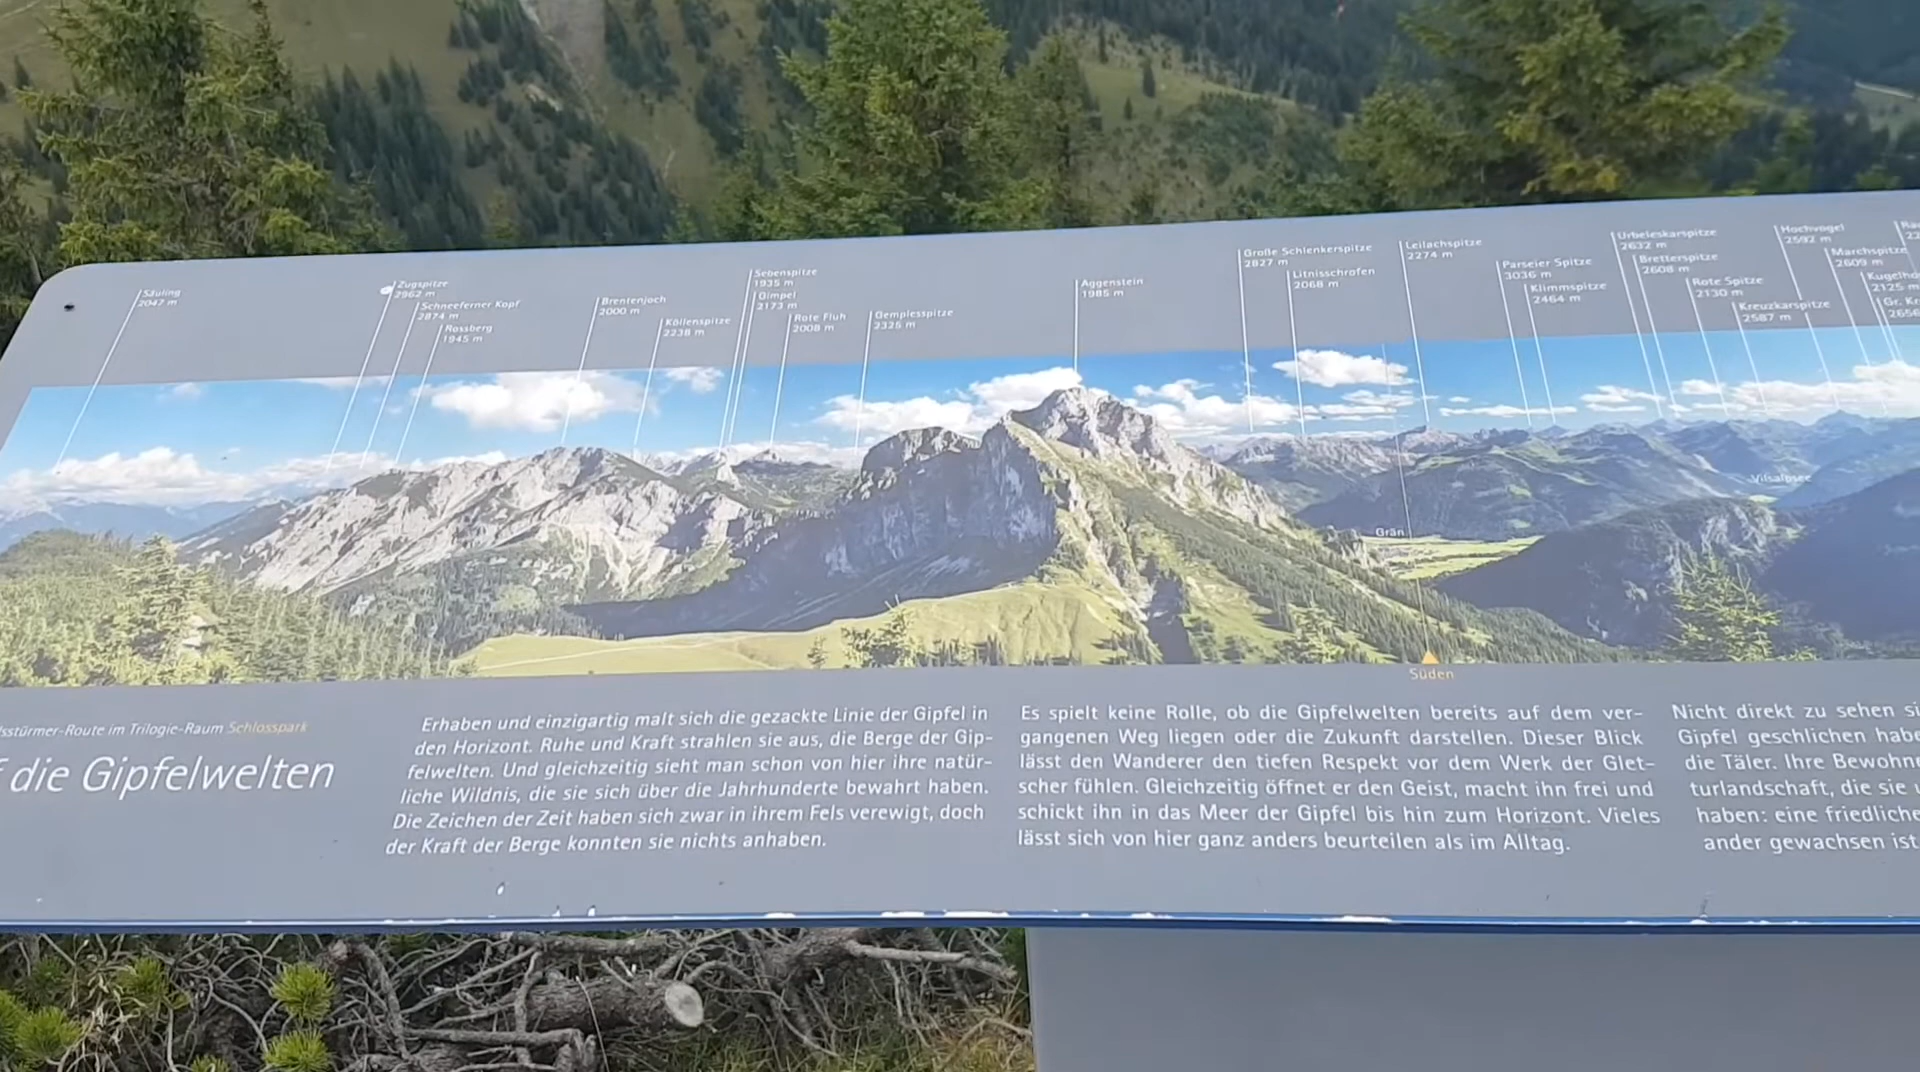 Säuling
2047 m
Zugspitze
2962 m
Schneeferner Kopf
2874 m
Rossberg
1945 m
Brentenjoch
2000 m
Köllenspitze
2238 m
Sebenspitze
1935 m
Gimpel
2173 m
Rote Fluh
2008 m
Gemplesspitze
2325 m
Aggenstein
1985 m
Große Schlenkerspitze
2827 m
Litnisschrofen
2068 m
Leilachspitze
2274 m
Parseier Spitze
3036 m
Klimmspitze
2464 m
Urbeleskarspitze
2632 m
Bretterspitze
2608 m
Rote Spitze
2130 m
Kreuzkarspitze
2587 m
Hochvogel
2592 m
Marchspitze
2609 m
2125 m
Vilsalpsee
Grän
Süden
Route im Trilogie-Raum Schlosspark
die Gipfelwelten
Erhaben und einzigartig malt sich die gezackte Linie der Gipfel in
den Horizont. Ruhe und Kraft strahlen sie aus, die Berge der Gip-
felwelten. Und gleichzeitig sieht man schon von hier ihre natür-
liche Wildnis, die sie sich über die Jahrhunderte bewahrt haben.
Die Zeichen der Zeit haben sich zwar in ihrem Fels verewigt, doch
der Kraft der Berge konnten sie nichts anhaben.
Es spielt keine Rolle, ob die Gipfelwelten bereits auf dem ver-
gangenen Weg liegen oder die Zukunft darstellen. Dieser Blick
lässt den Wanderer den tiefen Respekt vor dem Werk der Glet-
scher fühlen. Gleichzeitig öffnet er den Geist, macht ihn frei und
schickt ihn in das Meer der Gipfel bis hin zum Horizont. Vieles
lässt sich von hier ganz anders beurteilen als im Alltag.
Nicht direkt zu sehen
Gipfel geschlichen
die Täler. Ihre
turlandschaft, die sie
haben: eine
ander gewachsen ist